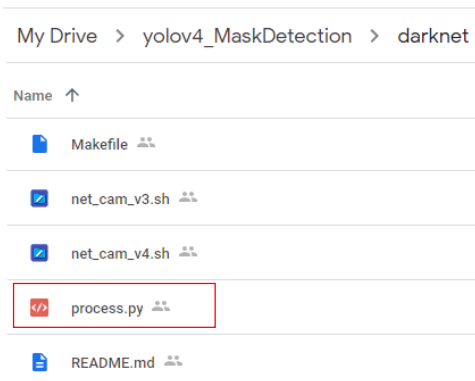 My Drive > yolov4_MaskDetection > darknet
Name ↑
Makefile
net_cam_v3.sh
net_cam_v4.sh
process.py
README.md